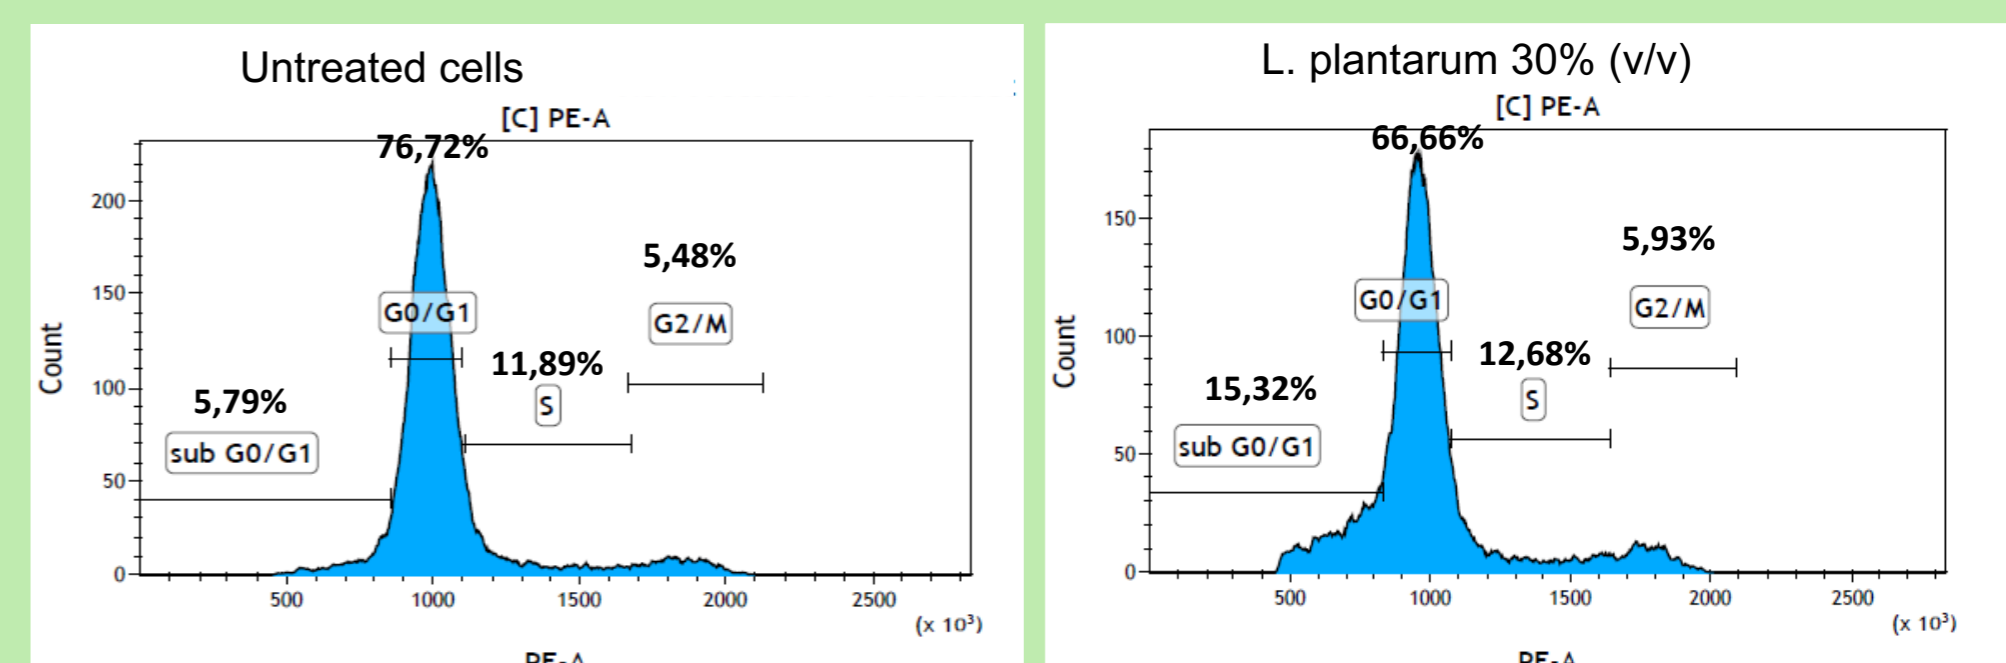 Untreated cells
[C] PE-A
76,72%
200
5,48%
150
G0/G1
G2/M
Count
11,89%
100
S
5,79%
sub G0/G1
50
0
500 1000 1500 2000 2500
(x 10³)
PE-A
L. plantarum 30% (v/v)
[C] PE-A
66,66%
150
5,93%
G0/G1
G2/M
Count
100
12,68%
15,32%
S
sub G0/G1
50
0
500 1000 1500 2000 2500
(x 10³)
PE-A